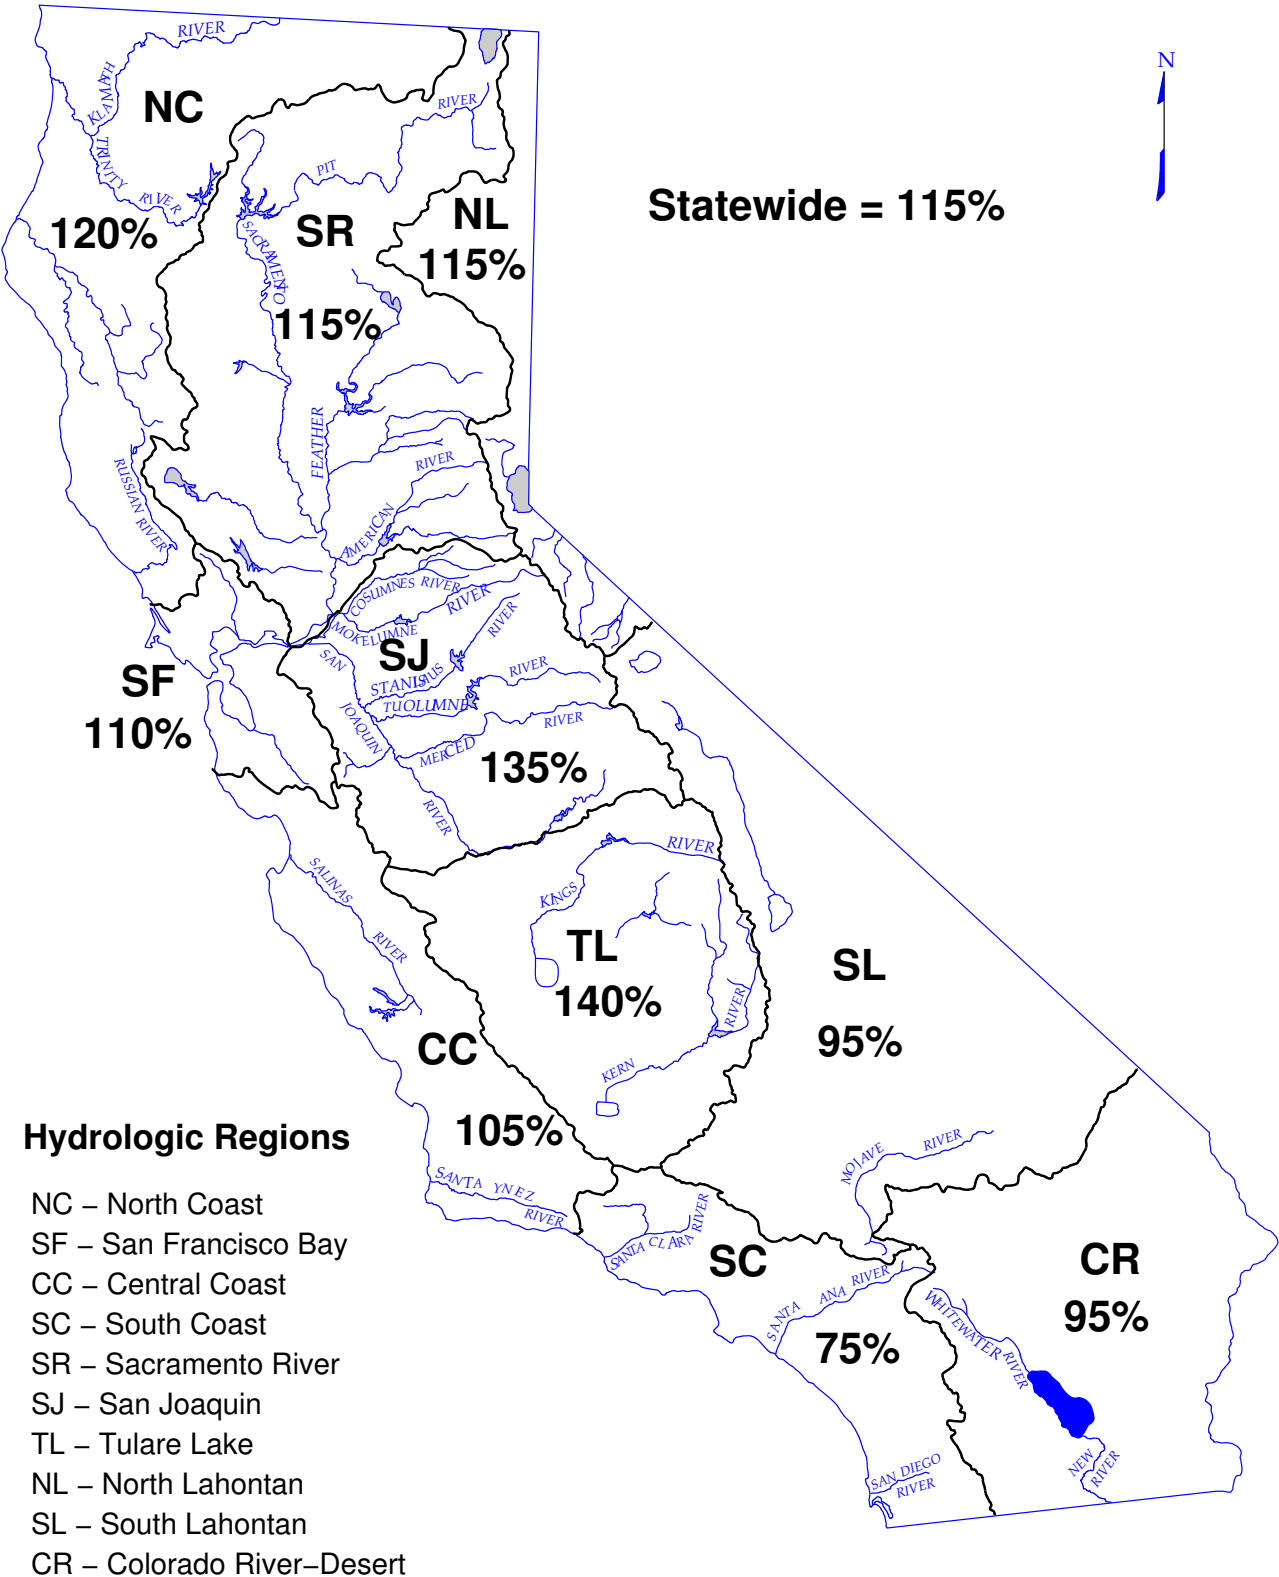 N
RIVER
KLAMATH
NC
TRINITY RIVER
120%
RIVER
PIT
SACRAMENTO
SR
115%
NL
115%
Statewide = 115%
FEATHER
RIVER
AMERICAN
RUSSIAN RIVER
COSUMNES RIVER
MOKELUMNE RIVER
SJ
SAN JOAQUIN RIVER
STANISLAUS RIVER
TUOLUMNE RIVER
MERCED RIVER
135%
SF
110%
SALINAS RIVER
KINGS RIVER
TL
140%
KERN RIVER
SL
95%
CC
105%
SANTA YNEZ RIVER
SANTA CLARA RIVER
MOJAVE RIVER
SC
75%
SANTA ANA RIVER
CR
95%
WHITEWATER RIVER
NEW RIVER
SAN DIEGO RIVER
Hydrologic Regions
NC – North Coast
SF – San Francisco Bay
CC – Central Coast
SC – South Coast
SR – Sacramento River
SJ – San Joaquin
TL – Tulare Lake
NL – North Lahontan
SL – South Lahontan
CR – Colorado River–Desert